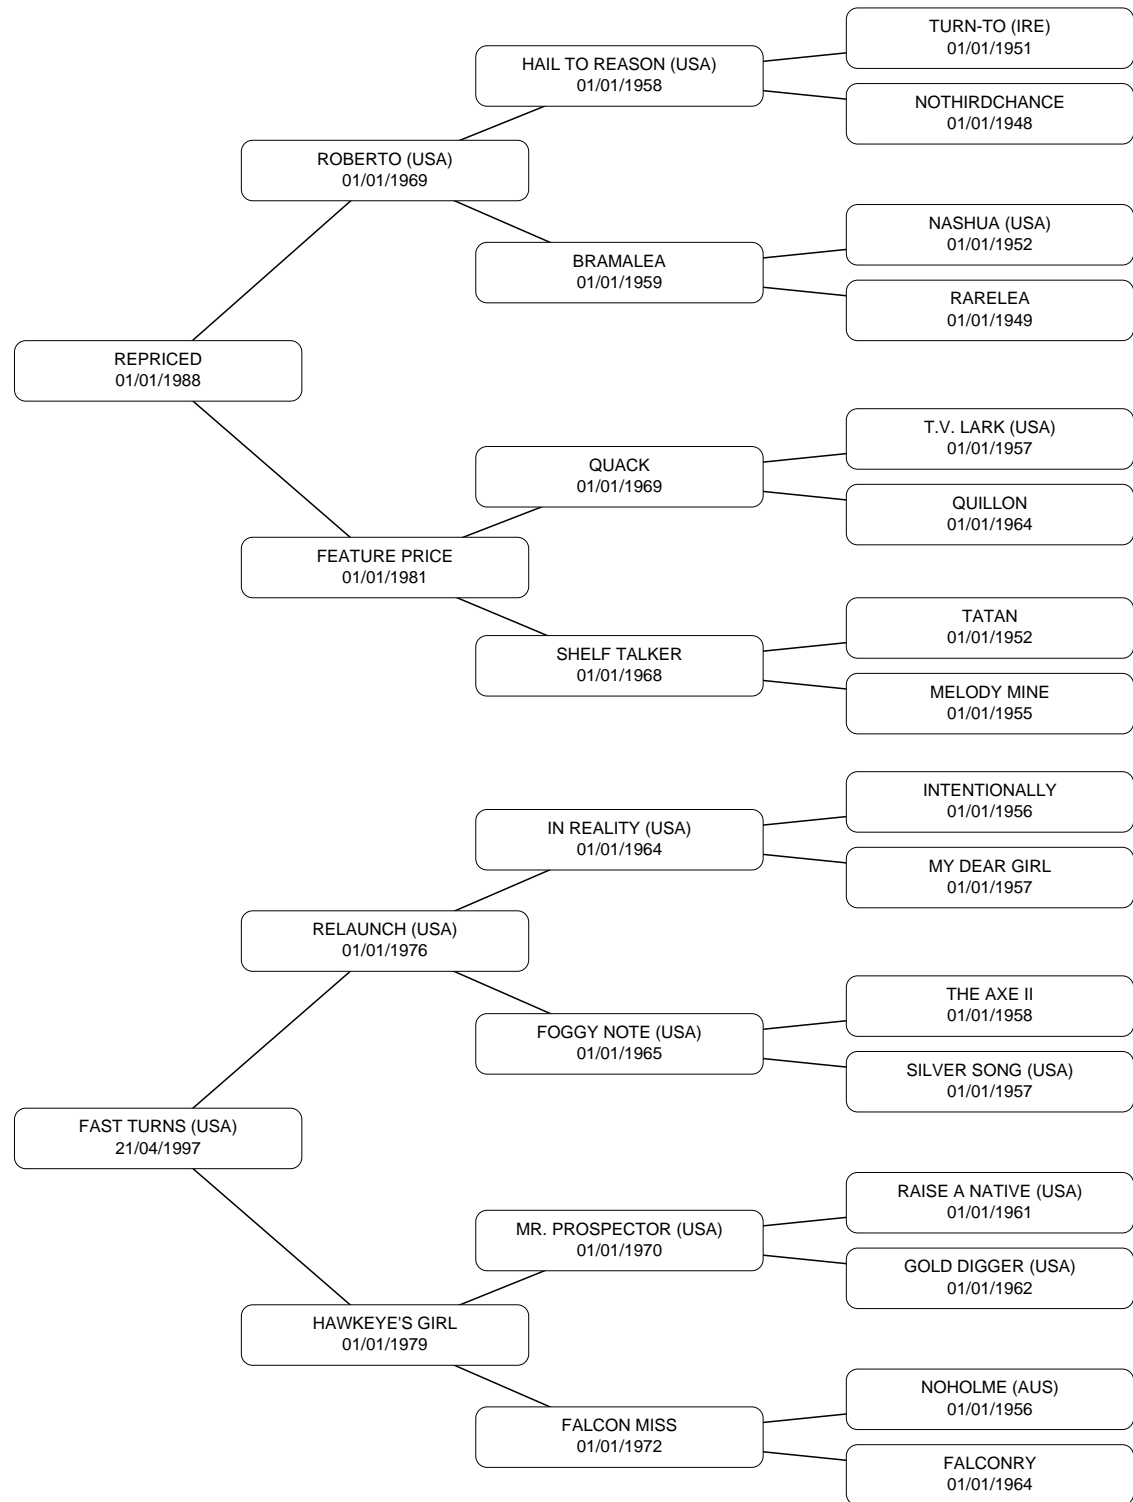 TURN-TO (IRE)
01/01/1951
HAIL TO REASON (USA)
01/01/1958
NOTHIRDCHANCE
01/01/1948
ROBERTO (USA)
01/01/1969
NASHUA (USA)
01/01/1952
BRAMALEA
01/01/1959
RARELEA
01/01/1949
REPRICED
01/01/1988
T.V. LARK (USA)
01/01/1957
QUACK
01/01/1969
QUILLON
01/01/1964
FEATURE PRICE
01/01/1981
TATAN
01/01/1952
SHELF TALKER
01/01/1968
MELODY MINE
01/01/1955
INTENTIONALLY
01/01/1956
IN REALITY (USA)
01/01/1964
MY DEAR GIRL
01/01/1957
RELAUNCH (USA)
01/01/1976
THE AXE II
01/01/1958
FOGGY NOTE (USA)
01/01/1965
SILVER SONG (USA)
01/01/1957
FAST TURNS (USA)
21/04/1997
RAISE A NATIVE (USA)
01/01/1961
MR. PROSPECTOR (USA)
01/01/1970
GOLD DIGGER (USA)
01/01/1962
HAWKEYE'S GIRL
01/01/1979
NOHOLME (AUS)
01/01/1956
FALCON MISS
01/01/1972
FALCONRY
01/01/1964